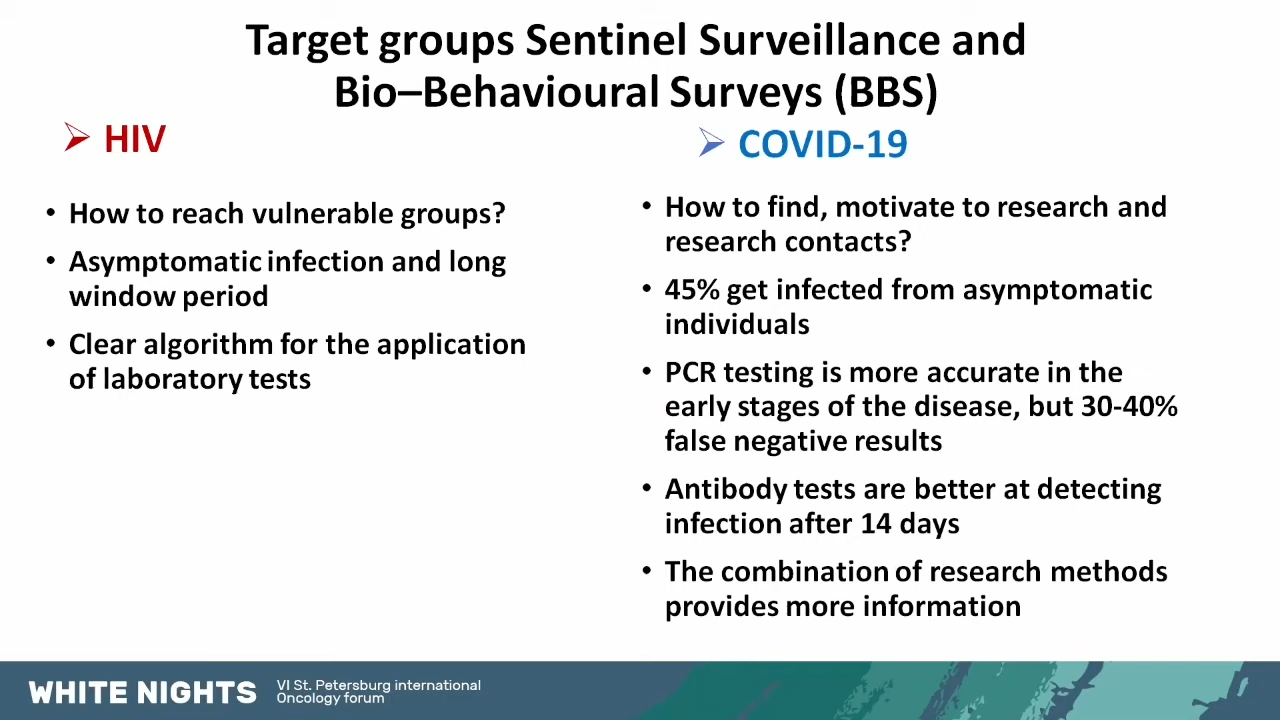 Target groups Sentinel Surveillance and
Bio–Behavioural Surveys (BBS)
➢ HIV
• How to reach vulnerable groups?
• Asymptomatic infection and long
window period
• Clear algorithm for the application
of laboratory tests
➢ COVID-19
• How to find, motivate to research and
research contacts?
• 45% get infected from asymptomatic
individuals
• PCR testing is more accurate in the
early stages of the disease, but 30-40%
false negative results
• Antibody tests are better at detecting
infection after 14 days
• The combination of research methods
provides more information
WHITE NIGHTS
VI St. Petersburg international
Oncology forum